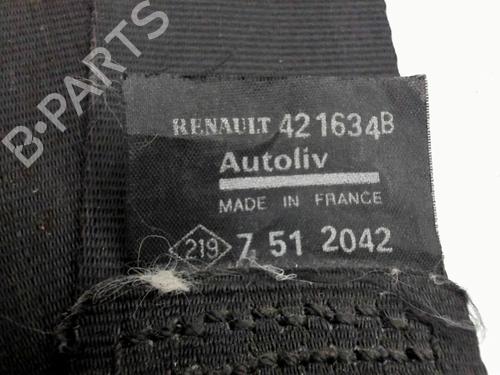 B-PARTS
RENAULT 421634B
Autoliv
MADE IN FRANCE
219 7 51 2042